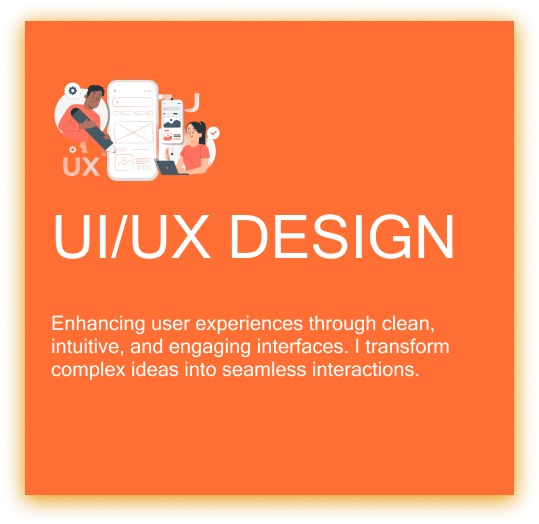 UX
UI/UX DESIGN
Enhancing user experiences through clean,
intuitive, and engaging interfaces. I transform
complex ideas into seamless interactions.